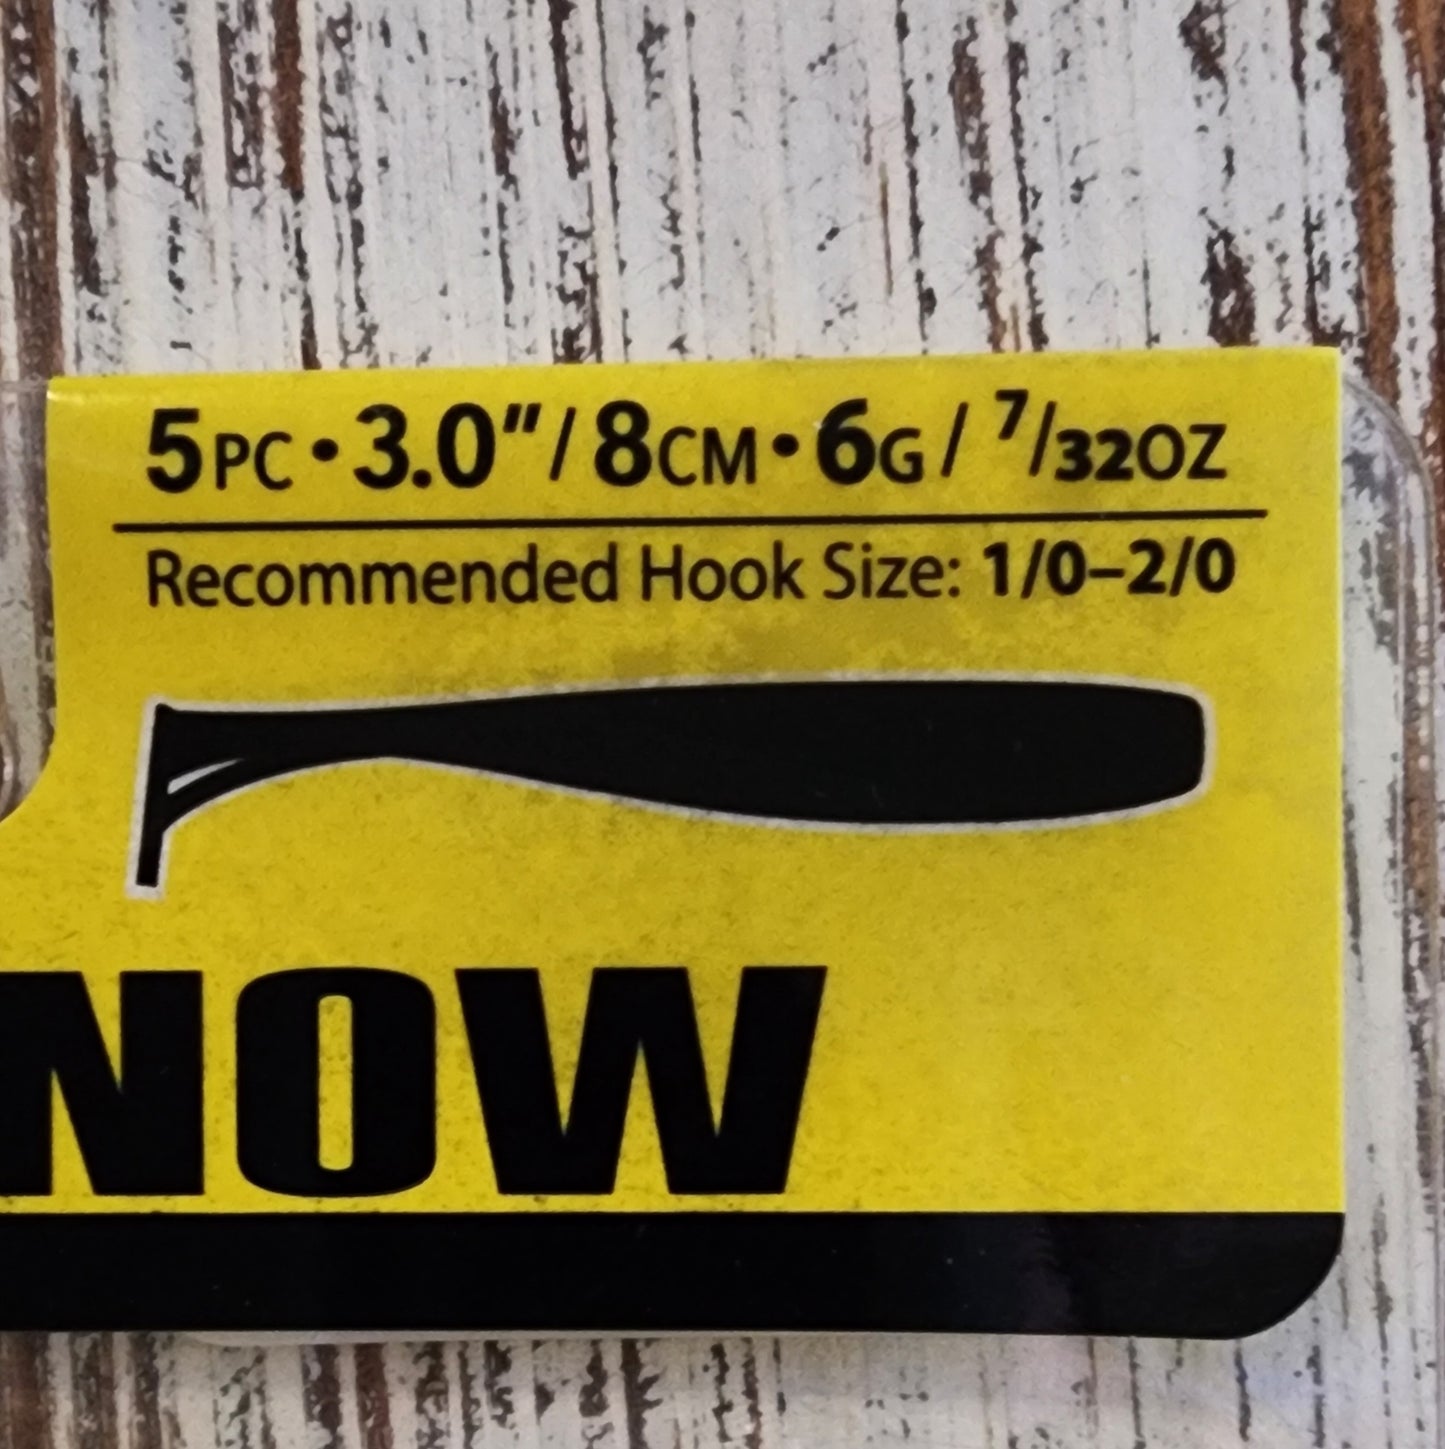 5PC • 3.0"/8CM • 6G/ 7/32OZ
Recommended Hook Size: 1/0–2/0
NOW